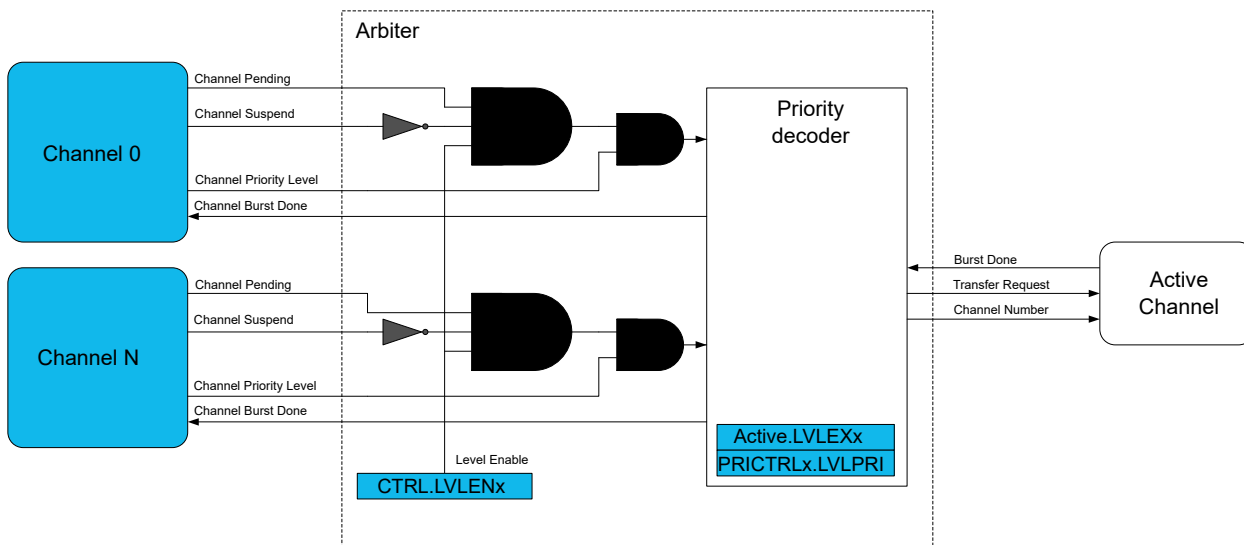 Arbiter
Channel Pending
Channel Suspend
Channel 0
Channel Priority Level
Channel Burst Done
Priority
decoder
Burst Done
Transfer Request
Channel Number
Active
Channel
Channel Pending
Channel Suspend
Channel N
Channel Priority Level
Channel Burst Done
Level Enable
CTRL.LVLENx
Active.LVLEXx
PRICTRLx.LVLPRI